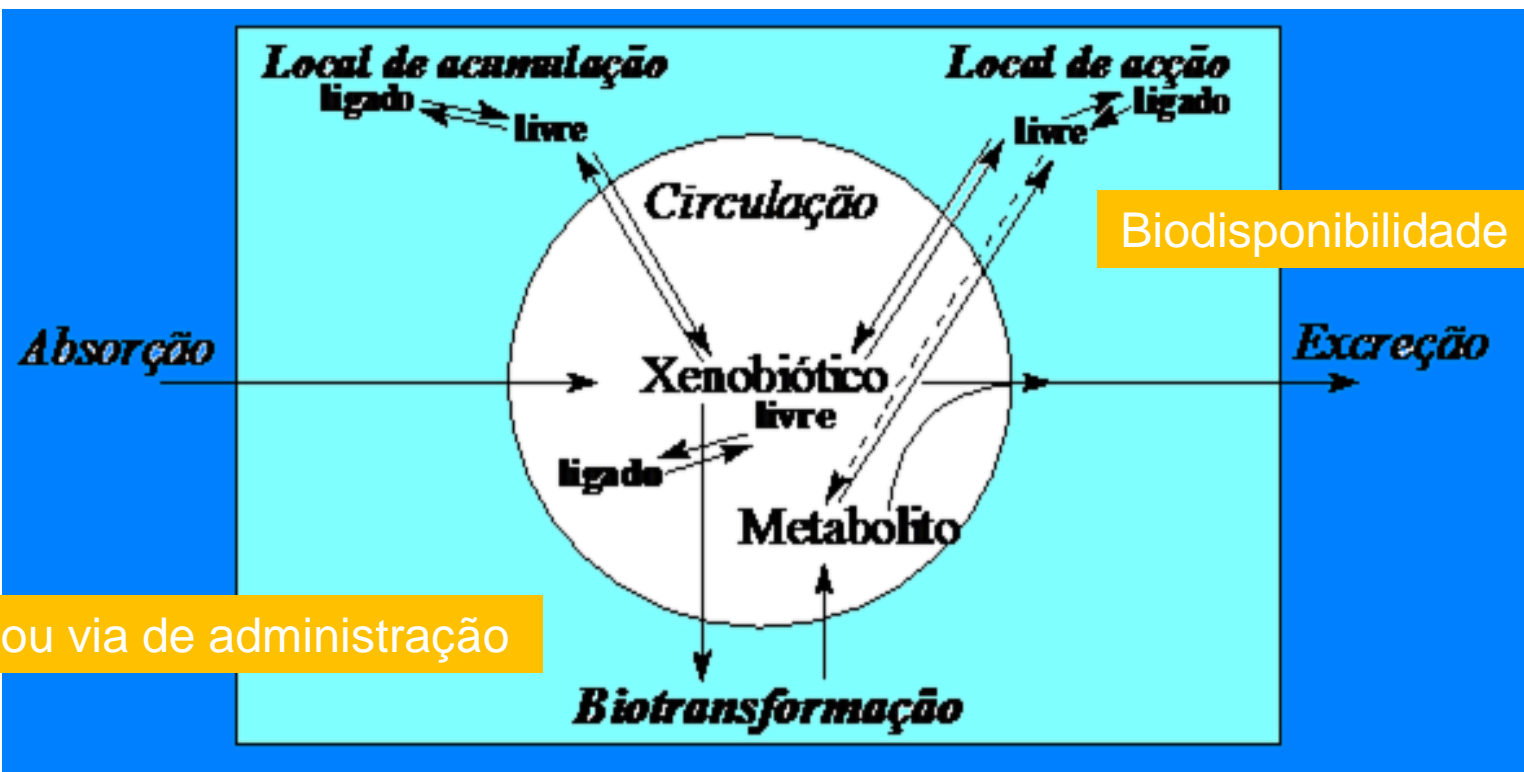 Local de acumulação
ligado
livre
Local de acção
livre
ligado
Circulação
Biodisponibilidade
Absorção
Xenobiótico
livre
Excreção
ligado
Metabolito
ou via de administração
Biotransformação